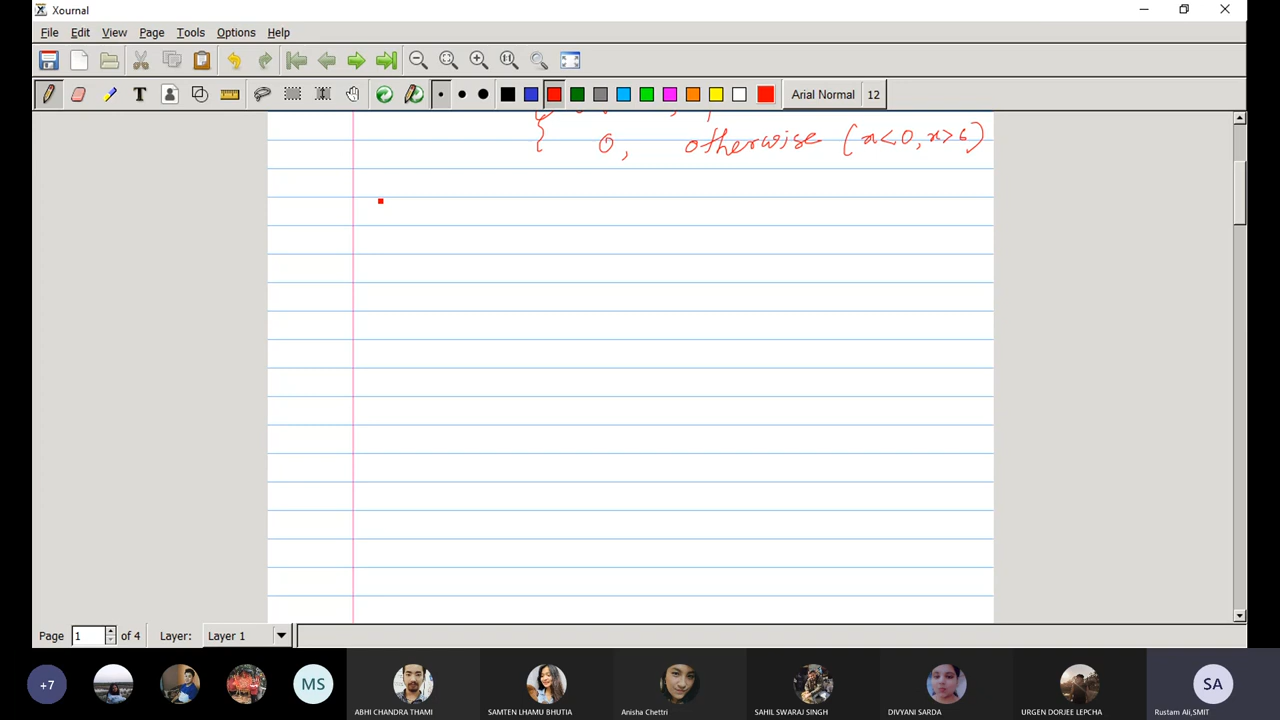 Xournal
File Edit View Page Tools Options Help
T Arial Normal 12
0, otherwise (x<0, x>6)
Page 1 of 4 Layer: Layer 1
+7 MS SA
ABHI CHANDRA THAMI SAMTEN LHAMU BHUTIA Anisha Chettri SAHIL SWARAJ SINGH DIVYANI SARDA URGEN DORJEE LEPCHA Rustam Ali,SMIT